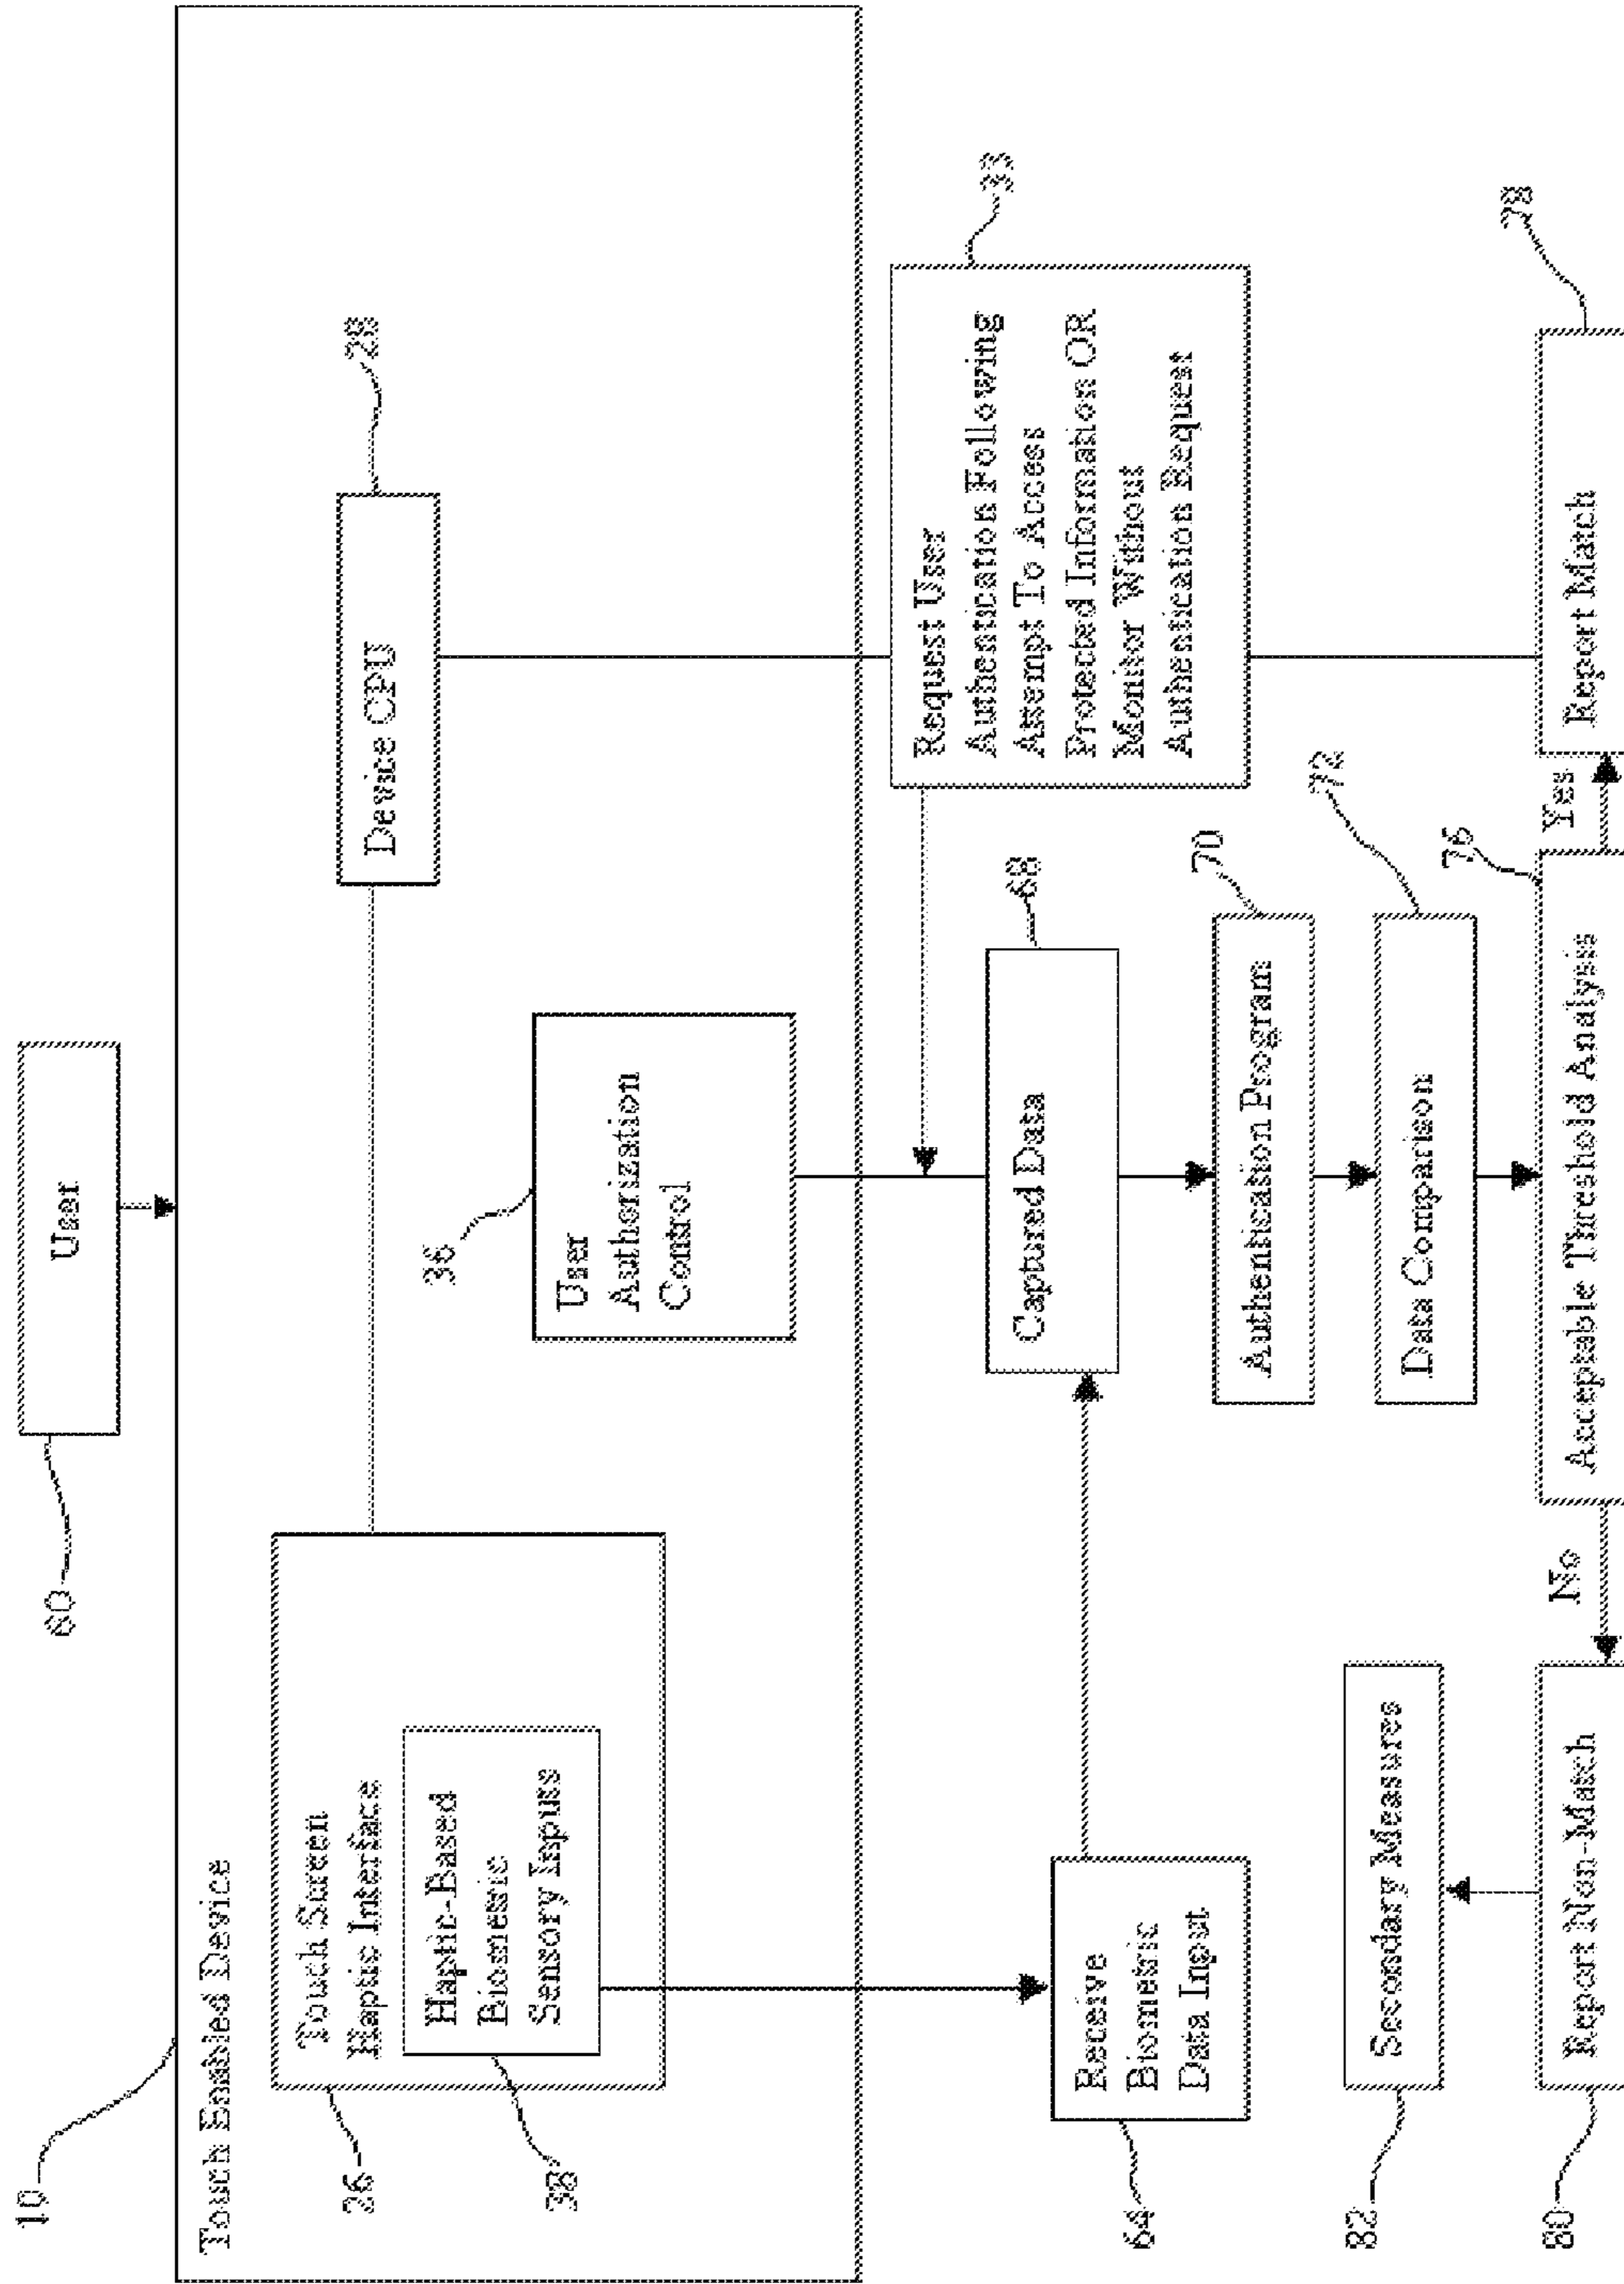 60
User
10
Touch Enabled Device
26
Touch Screen
Haptic Interface
38
Haptic-Based
Biometric
Sensory Inputs
Device CPU
28
36
User
Authorization
Control
Request User
Authentication Following
Attempt To Access
Protected Information OR
Monitor Without
Authentication Request
33
64
Receive
Biometric
Data Input
Captured Data
68
Authentication Program
70
Data Comparison
72
82
Secondary Measures
80
Report Non-Match
No
Acceptable Threshold Analysis
76
Yes
Report Match
78